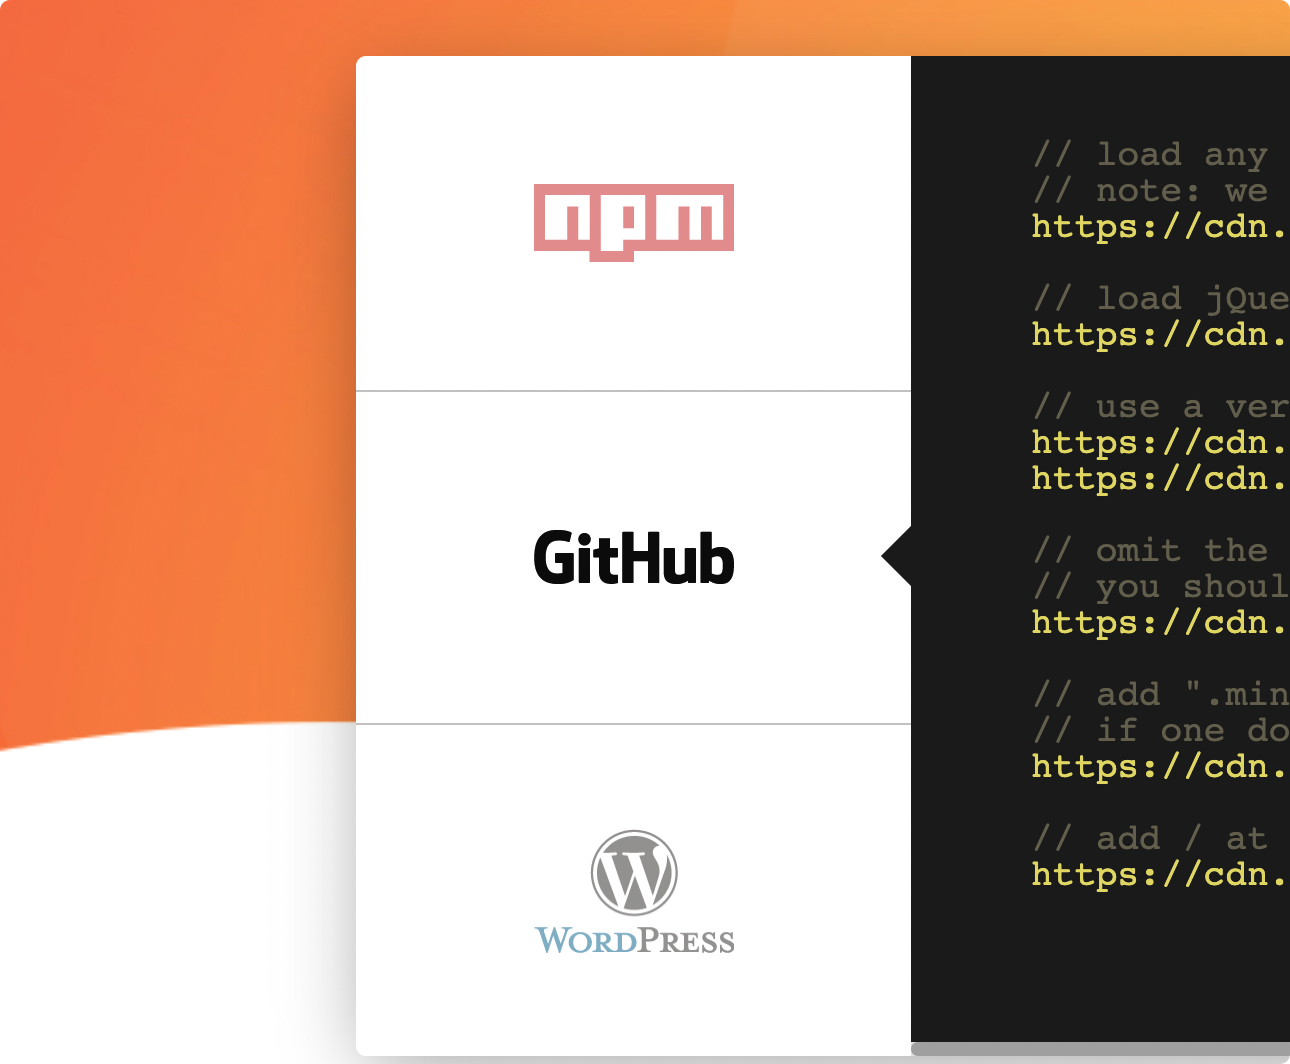 npm
GitHub
WORDPRESS
// load any
// note: we
https://cdn.
// load jQue
https://cdn.
// use a ver
https://cdn.
https://cdn.
// omit the
// you shoul
https://cdn.
// add ".min
// if one do
https://cdn.
// add / at
https://cdn.